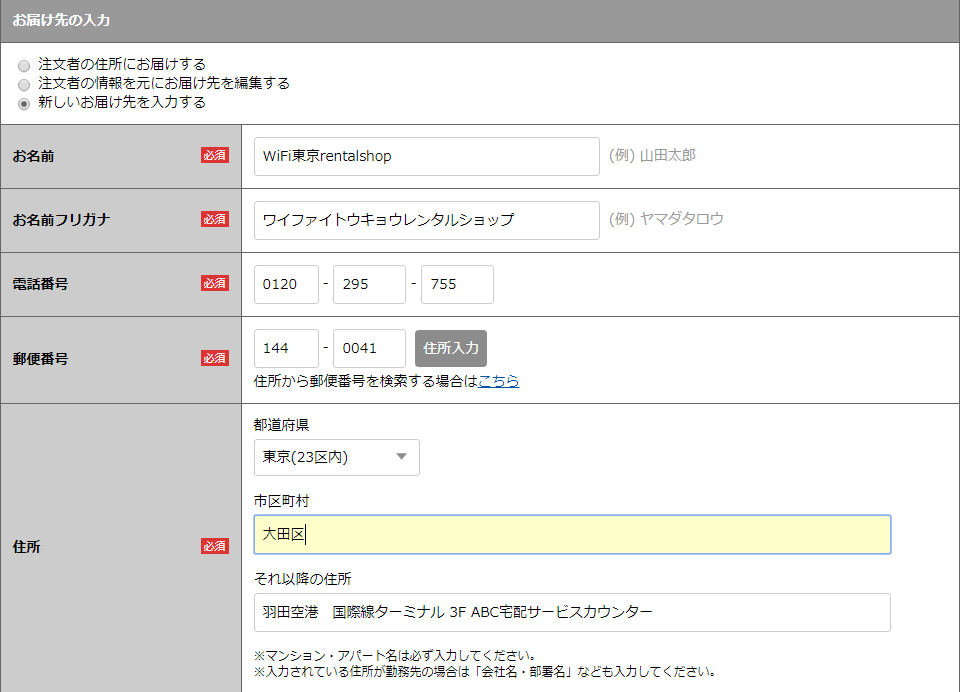 お届け先の入力
注文者の住所にお届けする
注文者の情報を元にお届け先を編集する
新しいお届け先を入力する
お名前 必須 WiFi東京rentalshop (例) 山田太郎
お名前フリガナ 必須 ワイファイトウキョウレンタルショップ (例) ヤマダタロウ
電話番号 必須 0120 - 295 - 755
郵便番号 必須 144 - 0041 住所入力
住所から郵便番号を検索する場合はこちら
住所 必須
都道府県
東京(23区内)
市区町村
大田区
それ以降の住所
羽田空港　国際線ターミナル 3F ABC宅配サービスカウンター
※マンション・アパート名は必ず入力してください。
※入力されている住所が勤務先の場合は「会社名・部署名」なども入力してください。